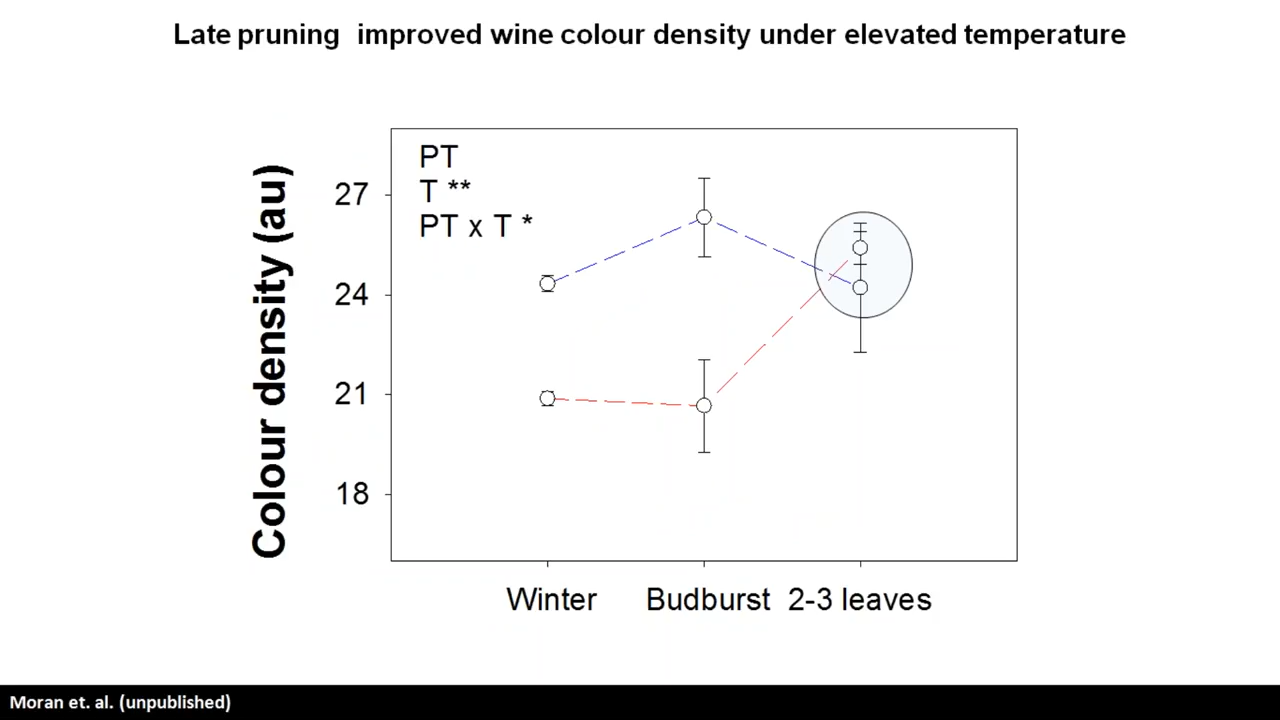 Late pruning  improved wine colour density under elevated temperature
PT
T **
PT x T *
Colour density (au)
27
24
21
18
Winter
Budburst
2-3 leaves
Moran et. al. (unpublished)